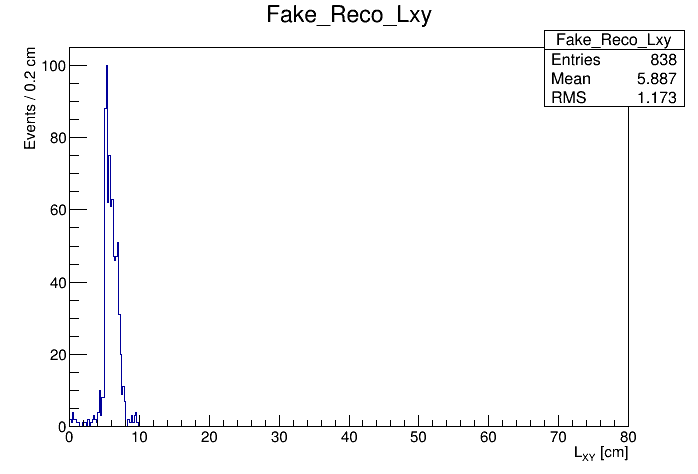 Fake_Reco_Lxy
Fake_Reco_Lxy
Entries 838
Mean 5.887
RMS 1.173
Events / 0.2 cm
100
80
60
40
20
0
0 10 20 30 40 50 60 70 80
L_XY [cm]